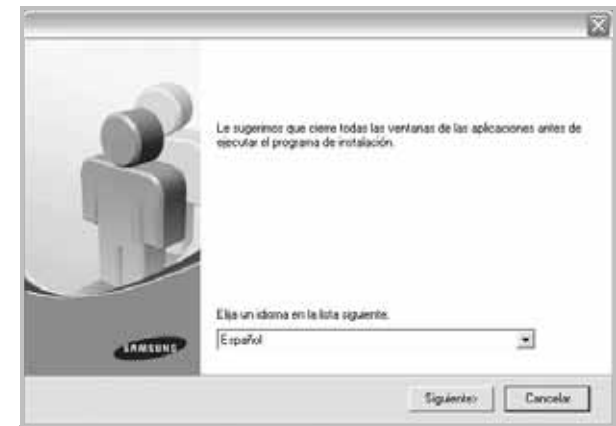 Le sugerimos que cierre todas las ventanas de las aplicaciones antes de
ejecutar el programa de instalación.
Elija un idioma en la lista siguiente.
Español
SAMSUNG
Siguiente>
Cancelar